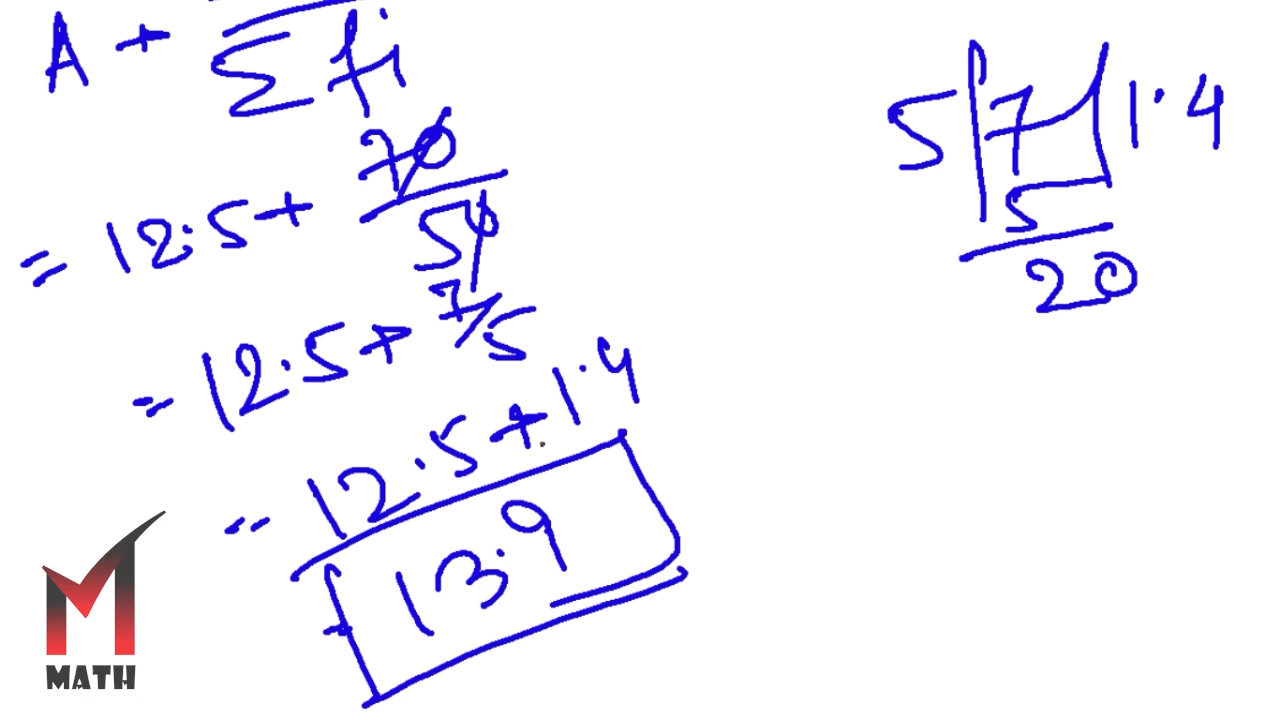 A + Σfi
= 12.5 + 70/50
= 12.5 + 7/5
= 12.5 + 1.4
= 13.9
5 7 1.4
5
20
MATH